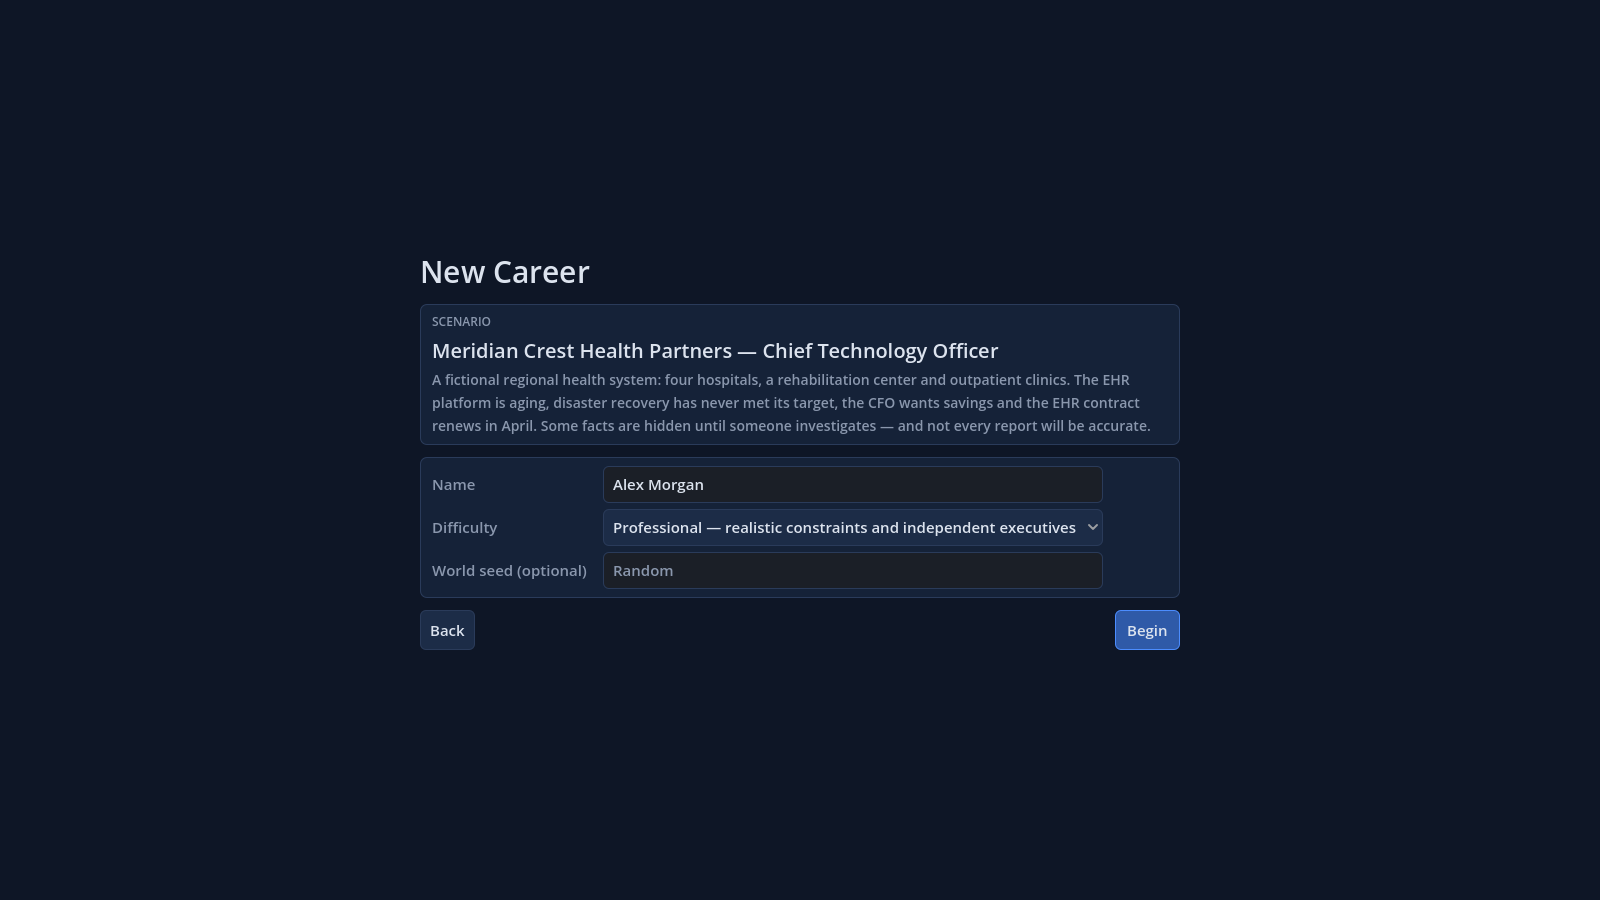 New Career
SCENARIO
Meridian Crest Health Partners — Chief Technology Officer
A fictional regional health system: four hospitals, a rehabilitation center and outpatient clinics. The EHR
platform is aging, disaster recovery has never met its target, the CFO wants savings and the EHR contract
renews in April. Some facts are hidden until someone investigates — and not every report will be accurate.
Name
Alex Morgan
Difficulty
Professional — realistic constraints and independent executives
World seed (optional)
Random
Back
Begin